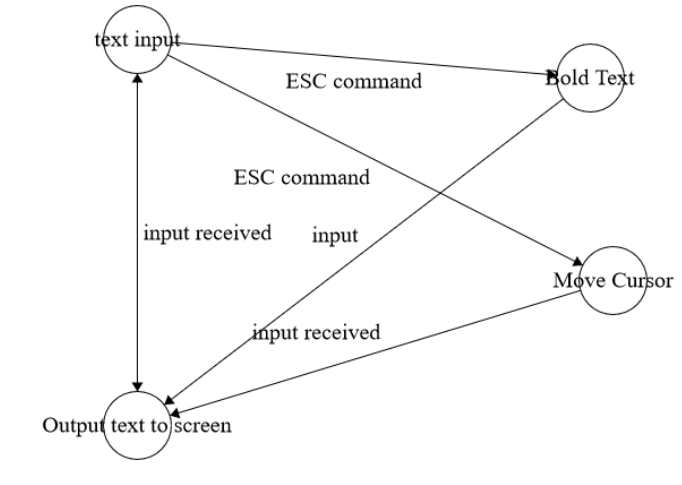 text input
Bold Text
ESC command
ESC command
input received
input
Move Cursor
input received
Output text to screen